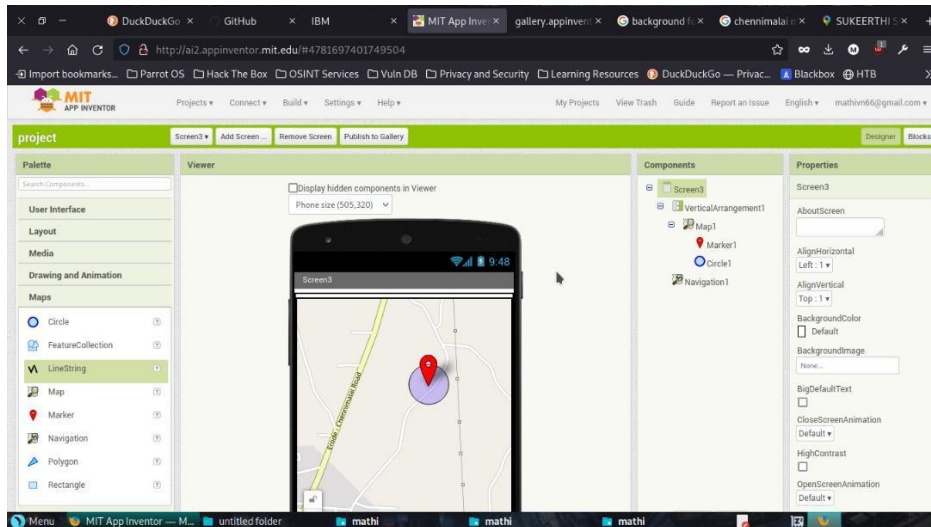 DuckDuckGo
GitHub
IBM
MIT App Inver
gallery.appinvent
background fo
chennimalai n
SUKEERTHI S
http://ai2.appinventor.mit.edu/#4781697401749504
Import bookmarks... Parrot OS Hack The Box OSINT Services Vuln DB Privacy and Security Learning Resources DuckDuckGo — Privac... Blackbox HTB
MIT
APP INVENTOR
Projects Connect Build Settings Help My Projects View Trash Guide Report an Issue English mathivn66@gmail.com
project Screen3 Add Screen ... Remove Screen Publish to Gallery Designer Blocks
Palette
Search Components...
User Interface
Layout
Media
Drawing and Animation
Maps
Circle
FeatureCollection
LineString
Map
Marker
Navigation
Polygon
Rectangle
Viewer
Display hidden components in Viewer
Phone size (505,320)
9:48
Screen3
Erode - Chennimalai Road
Components
Screen3
VerticalArrangement1
Map1
Marker1
Circle1
Navigation1
Properties
Screen3
AboutScreen
AlignHorizontal
Left : 1
AlignVertical
Top : 1
BackgroundColor
Default
BackgroundImage
None...
BigDefaultText
CloseScreenAnimation
Default
HighContrast
OpenScreenAnimation
Default
Menu MIT App Inventor — M... untitled folder mathi mathi mathi